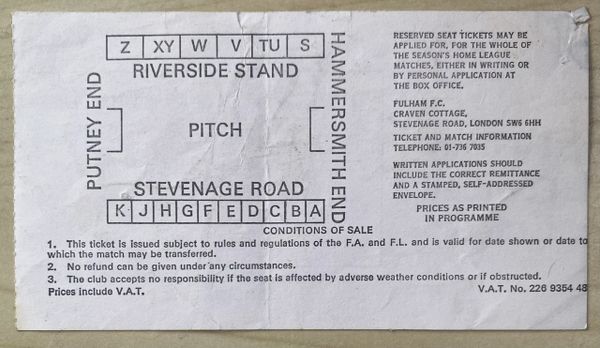 Z XY W V TU S
RIVERSIDE STAND
PUTNEY END
PITCH
HAMMERSMITH END
STEVENAGE ROAD
K J H G F E D C B A
RESERVED SEAT TICKETS MAY
BE APPLIED FOR, FOR THE WHOLE OF
THE SEASON'S HOME LEAGUE
MATCHES, EITHER IN WRITING OR
BY PERSONAL APPLICATION AT
THE BOX OFFICE.
FULHAM F.C.
CRAVEN COTTAGE,
STEVENAGE ROAD, LONDON SW6 6HH
TICKET AND MATCH INFORMATION
TELEPHONE: 01-736 7035
WRITTEN APPLICATIONS SHOULD
INCLUDE THE CORRECT REMITTANCE
AND A STAMPED, SELF-ADDRESSED
ENVELOPE.
PRICES AS PRINTED
IN PROGRAMME
CONDITIONS OF SALE
1. This ticket is issued subject to rules and regulations of the F.A. and F.L. and is valid for date shown or date to
which the match may be transferred.
2. No refund can be given under any circumstances.
3. The club accepts no responsibility if the seat is affected by adverse weather conditions or if obstructed.
Prices include V.A.T. V.A.T. No. 226 9354 48